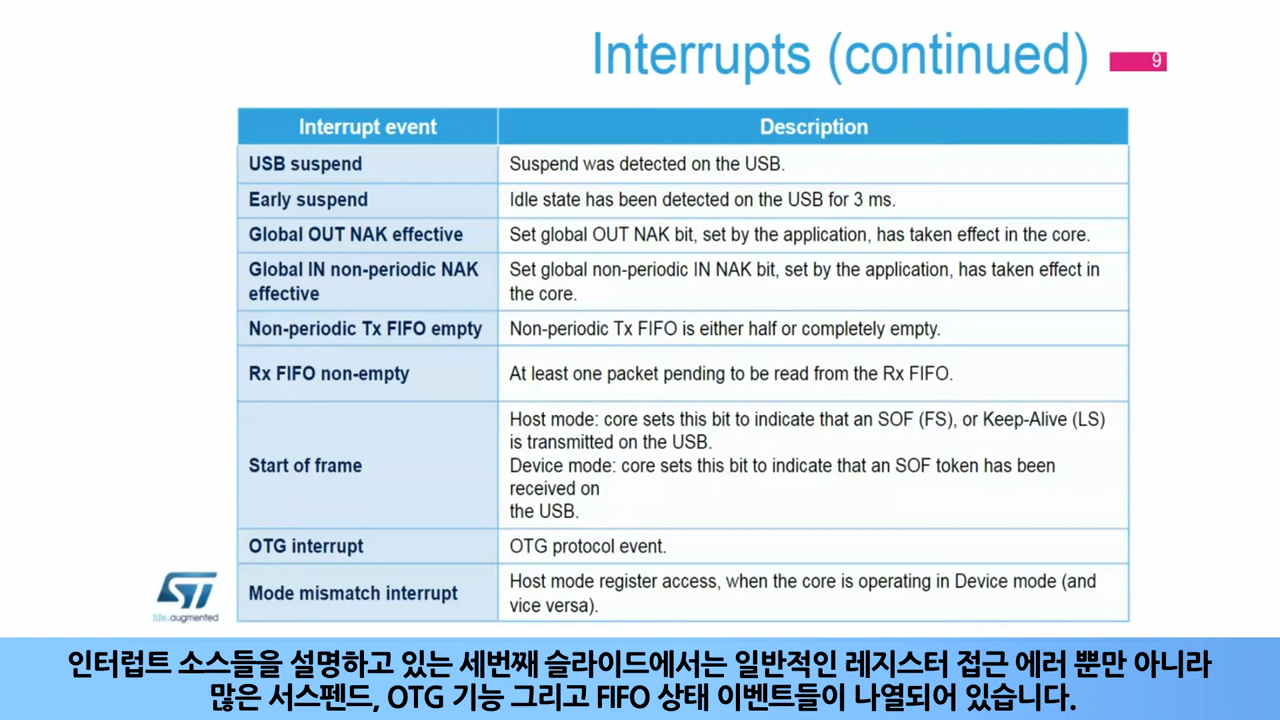 Interrupts (continued)
9
Interrupt event
Description
USB suspend
Suspend was detected on the USB.
Early suspend
Idle state has been detected on the USB for 3 ms.
Global OUT NAK effective
Set global OUT NAK bit, set by the application, has taken effect in the core.
Global IN non-periodic NAK
effective
Set global non-periodic IN NAK bit, set by the application, has taken effect in
the core.
Non-periodic Tx FIFO empty
Non-periodic Tx FIFO is either half or completely empty.
Rx FIFO non-empty
At least one packet pending to be read from the Rx FIFO.
Start of frame
Host mode: core sets this bit to indicate that an SOF (FS), or Keep-Alive (LS)
is transmitted on the USB.
Device mode: core sets this bit to indicate that an SOF token has been
received on
the USB.
OTG interrupt
OTG protocol event.
Mode mismatch interrupt
Host mode register access, when the core is operating in Device mode (and
vice versa).
ST
life.augmented
인터럽트 소스들을 설명하고 있는 세번째 슬라이드에서는 일반적인 레지스터 접근 에러 뿐만 아니라
많은 서스펜드, OTG 기능 그리고 FIFO 상태 이벤트들이 나열되어 있습니다.